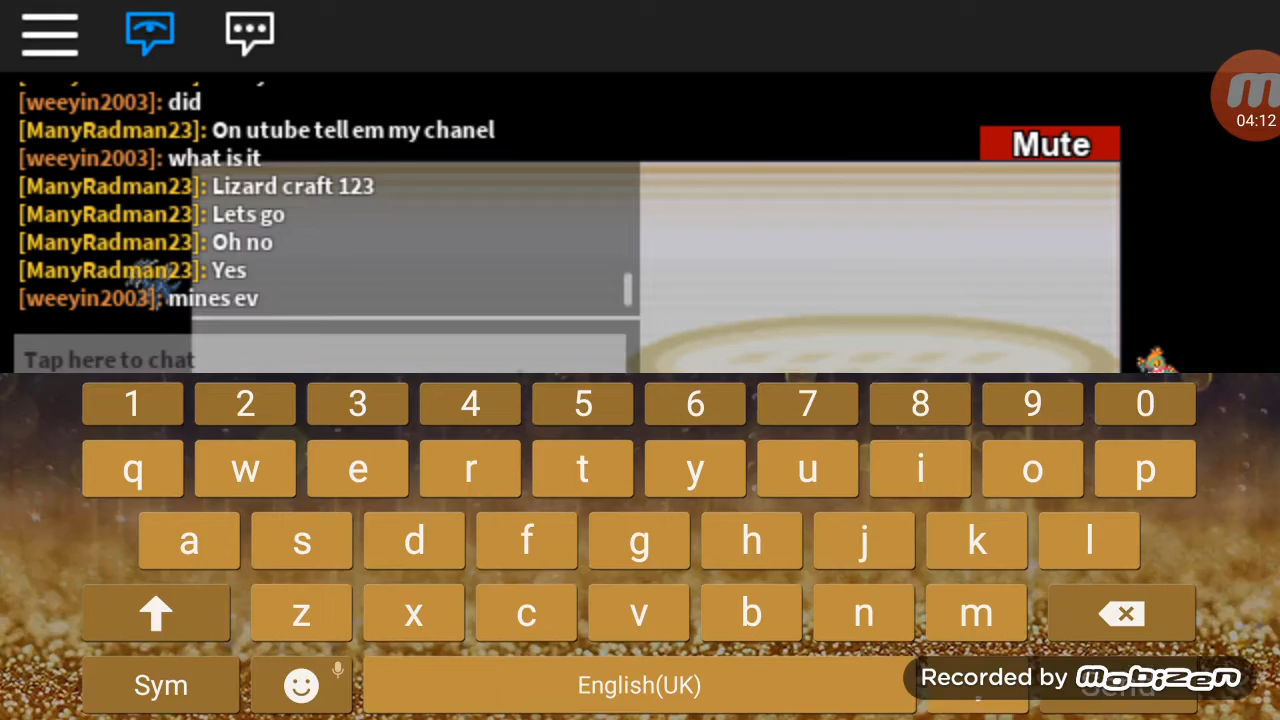 [weeyin2003]: did
[ManyRadman23]: On utube tell em my chanel
[weeyin2003]: what is it
[ManyRadman23]: Lizard craft 123
[ManyRadman23]: Lets go
[ManyRadman23]: Oh no
[ManyRadman23]: Yes
[weeyin2003]: mines ev
Mute
04:12
Tap here to chat
1 2 3 4 5 6 7 8 9 0
q w e r t y u i o p
a s d f g h j k l
z x c v b n m
Sym
English(UK)
Recorded by mobizen